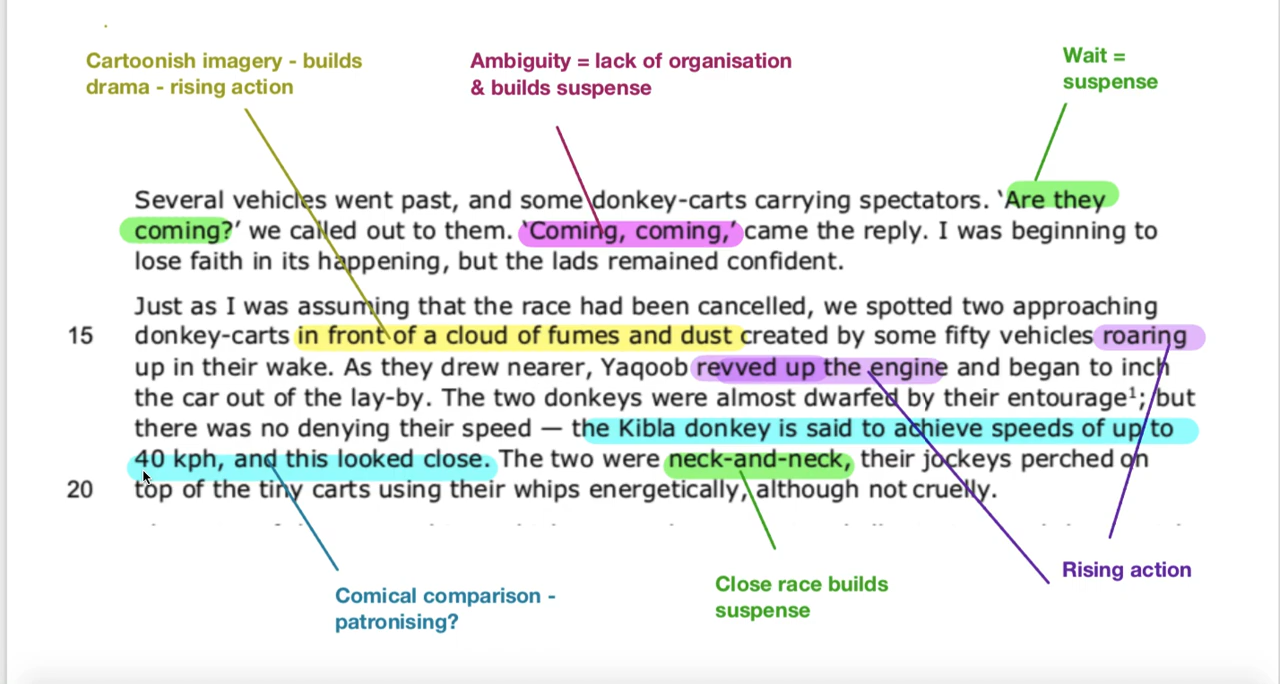 Cartoonish imagery - builds
drama - rising action
Ambiguity = lack of organisation
& builds suspense
Wait =
suspense
Several vehicles went past, and some donkey-carts carrying spectators. ‘Are they
coming?’ we called out to them. ‘Coming, coming,’ came the reply. I was beginning to
lose faith in its happening, but the lads remained confident.
Just as I was assuming that the race had been cancelled, we spotted two approaching
15 donkey-carts in front of a cloud of fumes and dust created by some fifty vehicles roaring
up in their wake. As they drew nearer, Yaqoob revved up the engine and began to inch
the car out of the lay-by. The two donkeys were almost dwarfed by their entourage¹; but
there was no denying their speed — the Kibla donkey is said to achieve speeds of up to
40 kph, and this looked close. The two were neck-and-neck, their jockeys perched on
20 top of the tiny carts using their whips energetically, although not cruelly.
Comical comparison -
patronising?
Close race builds
suspense
Rising action